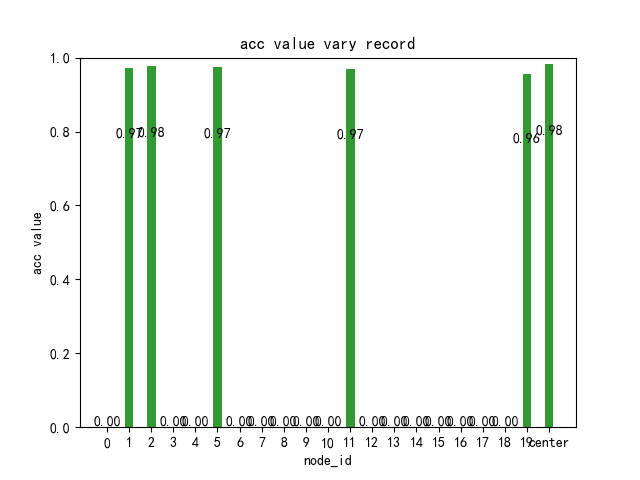 acc value vary record
acc value
1.0
0.8
0.6
0.4
0.2
0.0
0.97 0.98 0.97 0.97 0.96 0.98
0.00 0.00 0.00 0.00 0.00 0.00 0.00 0.00 0.00 0.00 0.00 0.00 0.00 0.00 0.00
0 1 2 3 4 5 6 7 8 9 10 11 12 13 14 15 16 17 18 19 center
node_id